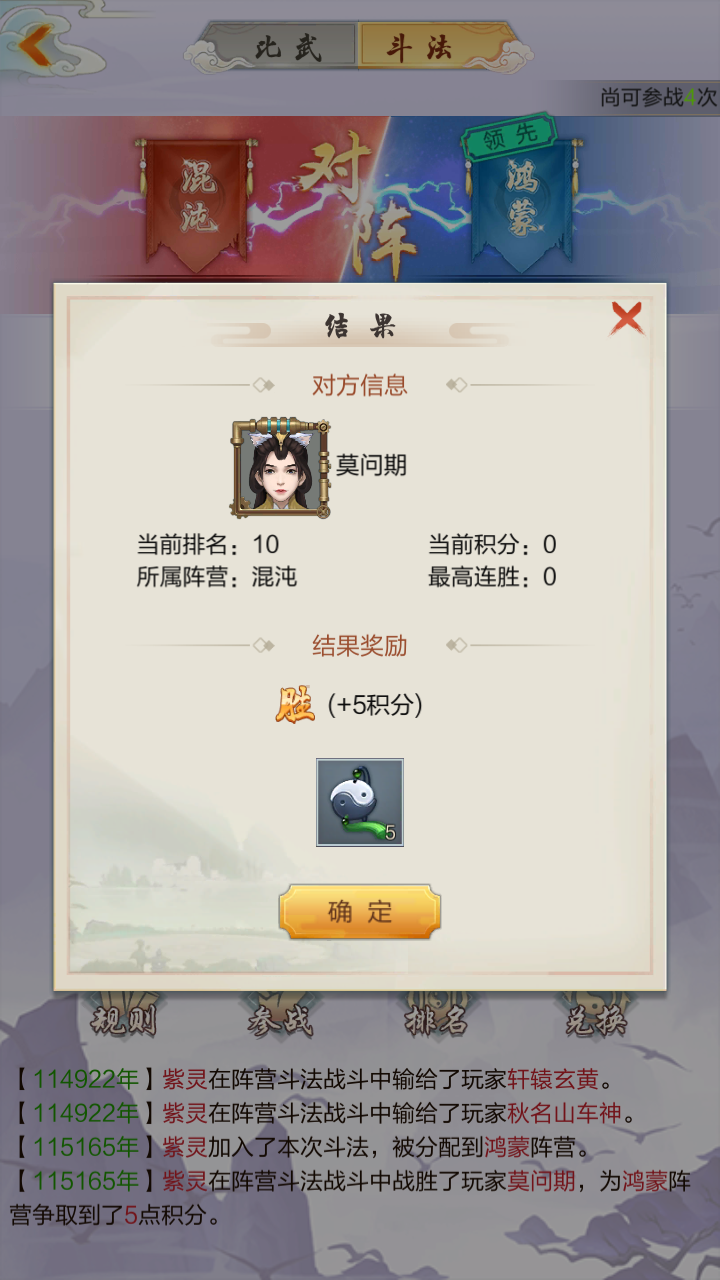 比武
斗法
尚可参战4次
领先
混沌
对阵
鸿蒙
结果
对方信息
莫问期
当前排名：10
当前积分：0
所属阵营：混沌
最高连胜：0
结果奖励
胜 (+5积分)
5
确定
规则
参战
排名
兑换
【114922年】紫灵在阵营斗法战斗中输给了玩家轩辕玄黄。
【114922年】紫灵在阵营斗法战斗中输给了玩家秋名山车神。
【115165年】紫灵加入了本次斗法，被分配到鸿蒙阵营。
【115165年】紫灵在阵营斗法战斗中战胜了玩家莫问期，为鸿蒙阵
营争取到了5点积分。